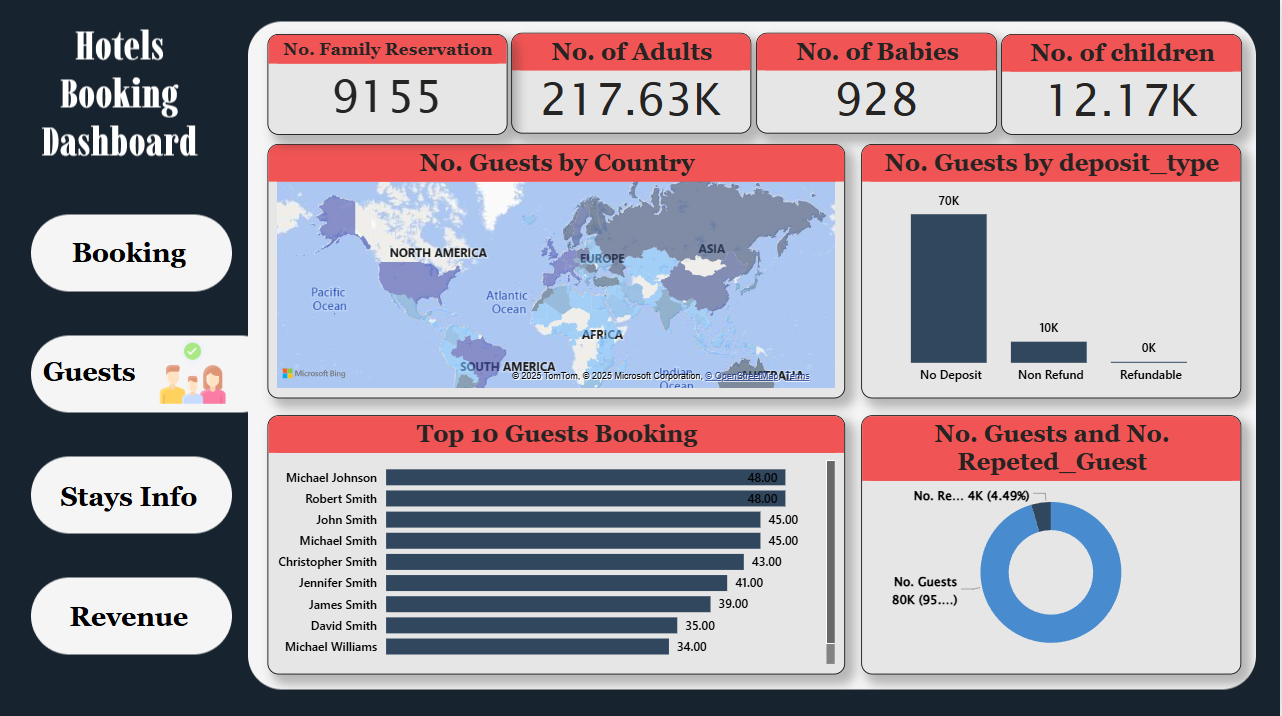 Hotels
Booking
Dashboard
Booking
Guests
Stays Info
Revenue
No. Family Reservation
9155
No. of Adults
217.63K
No. of Babies
928
No. of children
12.17K
No. Guests by Country
NORTH AMERICA
EUROPE
ASIA
Pacific
Ocean
Atlantic
Ocean
AFRICA
SOUTH AMERICA
Indian
Ocean
AUSTRALIA
Microsoft Bing
© 2025 TomTom, © 2025 Microsoft Corporation, © OpenStreetMap Terms
No. Guests by deposit_type
70K
10K
0K
No Deposit
Non Refund
Refundable
Top 10 Guests Booking
Michael Johnson 48.00
Robert Smith 48.00
John Smith 45.00
Michael Smith 45.00
Christopher Smith 43.00
Jennifer Smith 41.00
James Smith 39.00
David Smith 35.00
Michael Williams 34.00
No. Guests and No.
Repeted_Guest
No. Re... 4K (4.49%)
No. Guests
80K (95....)